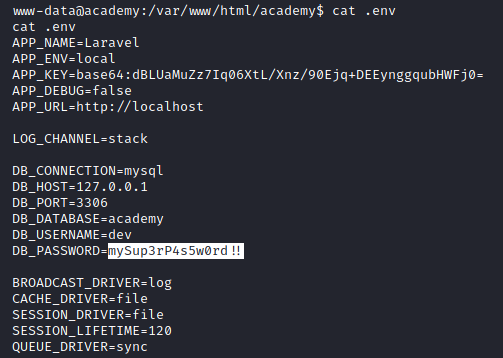 www-data@academy:/var/www/html/academy$ cat .env
cat .env
APP_NAME=Laravel
APP_ENV=local
APP_KEY=base64:dBLUaMuZz7Iq06XtL/Xnz/90Ejq+DEEynggqubHWFj0=
APP_DEBUG=false
APP_URL=http://localhost
LOG_CHANNEL=stack
DB_CONNECTION=mysql
DB_HOST=127.0.0.1
DB_PORT=3306
DB_DATABASE=academy
DB_USERNAME=dev
DB_PASSWORD=mySup3rP4s5w0rd!!
BROADCAST_DRIVER=log
CACHE_DRIVER=file
SESSION_DRIVER=file
SESSION_LIFETIME=120
QUEUE_DRIVER=sync